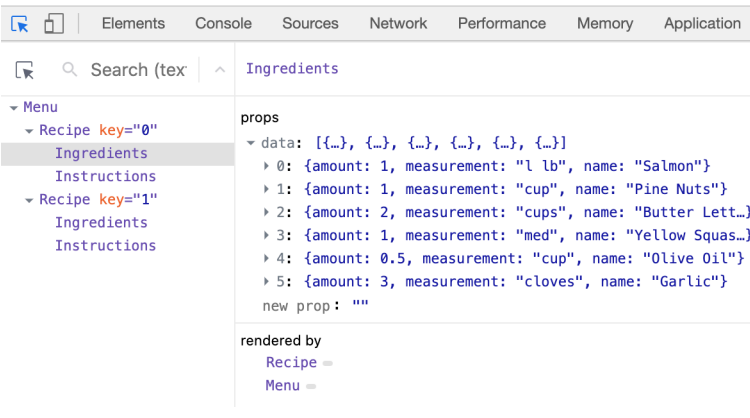 Elements Console Sources Network Performance Memory Application
Search (tex
Ingredients
Menu
Recipe key="0"
Ingredients
Instructions
Recipe key="1"
Ingredients
Instructions
props
data: [{…}, {…}, {…}, {…}, {…}, {…}]
0: {amount: 1, measurement: "l lb", name: "Salmon"}
1: {amount: 1, measurement: "cup", name: "Pine Nuts"}
2: {amount: 2, measurement: "cups", name: "Butter Lett…}
3: {amount: 1, measurement: "med", name: "Yellow Squas…}
4: {amount: 0.5, measurement: "cup", name: "Olive Oil"}
5: {amount: 3, measurement: "cloves", name: "Garlic"}
new prop: ""
rendered by
Recipe
Menu